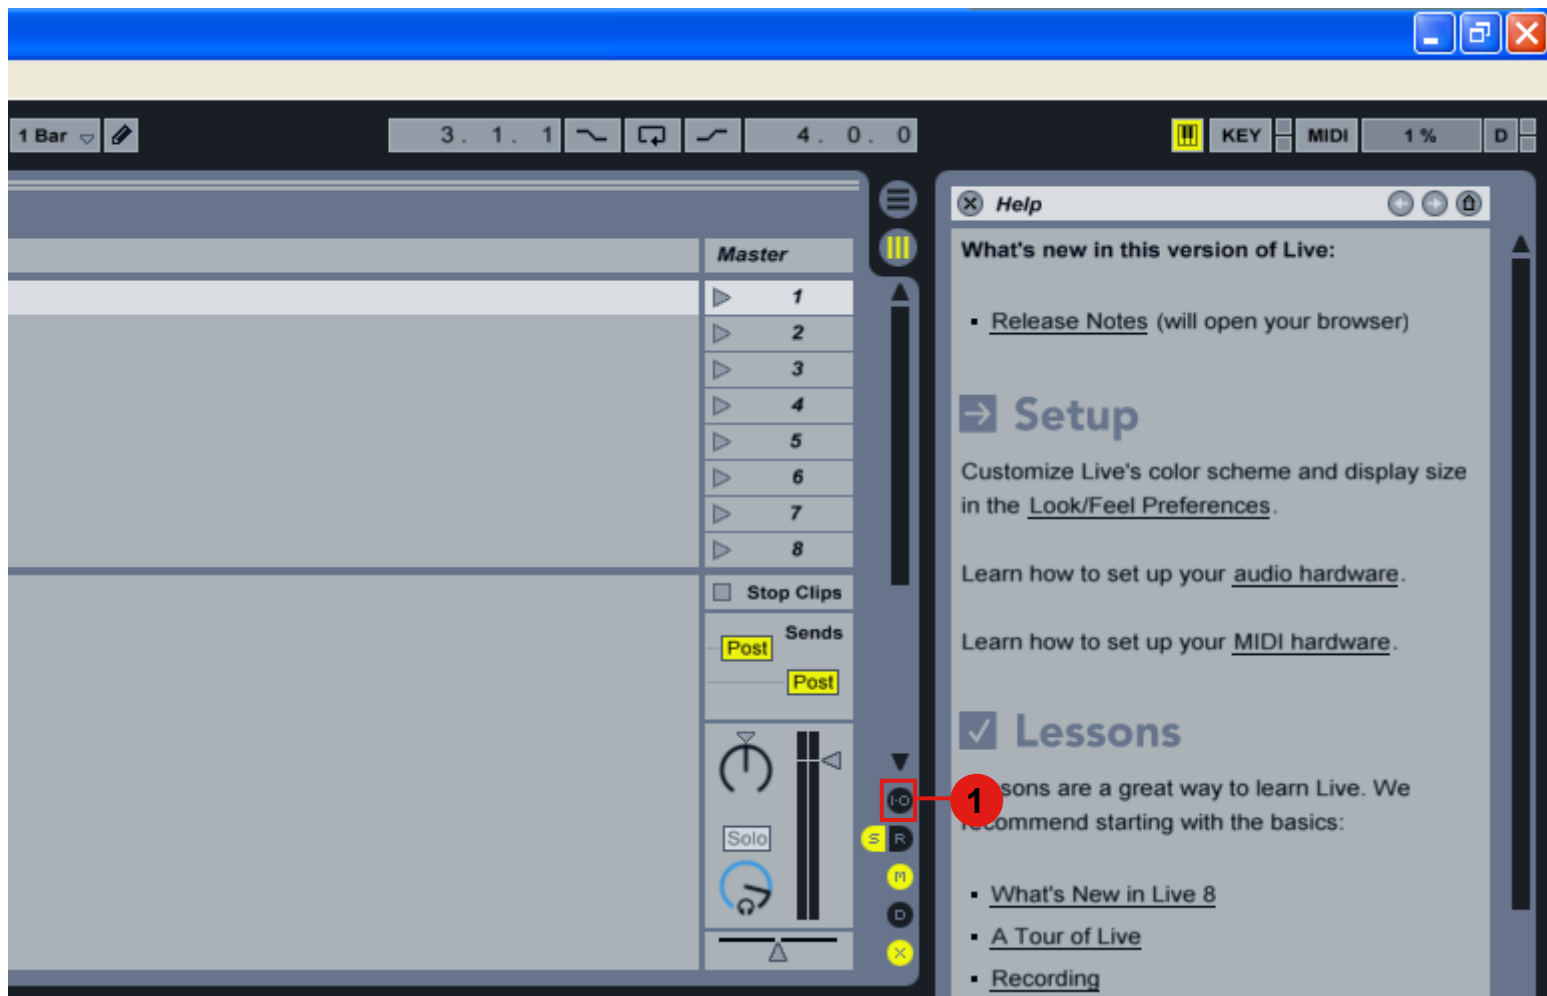 1 Bar
3. 1. 1
4. 0. 0
KEY
MIDI
1 %
D
Master
1
2
3
4
5
6
7
8
Stop Clips
Sends
Post
Post
Solo
I·O
S R
M
D
X
1
Help
What's new in this version of Live:
Release Notes (will open your browser)
Setup
Customize Live's color scheme and display size
in the Look/Feel Preferences.
Learn how to set up your audio hardware.
Learn how to set up your MIDI hardware.
Lessons
sons are a great way to learn Live. We
recommend starting with the basics:
What's New in Live 8
A Tour of Live
Recording